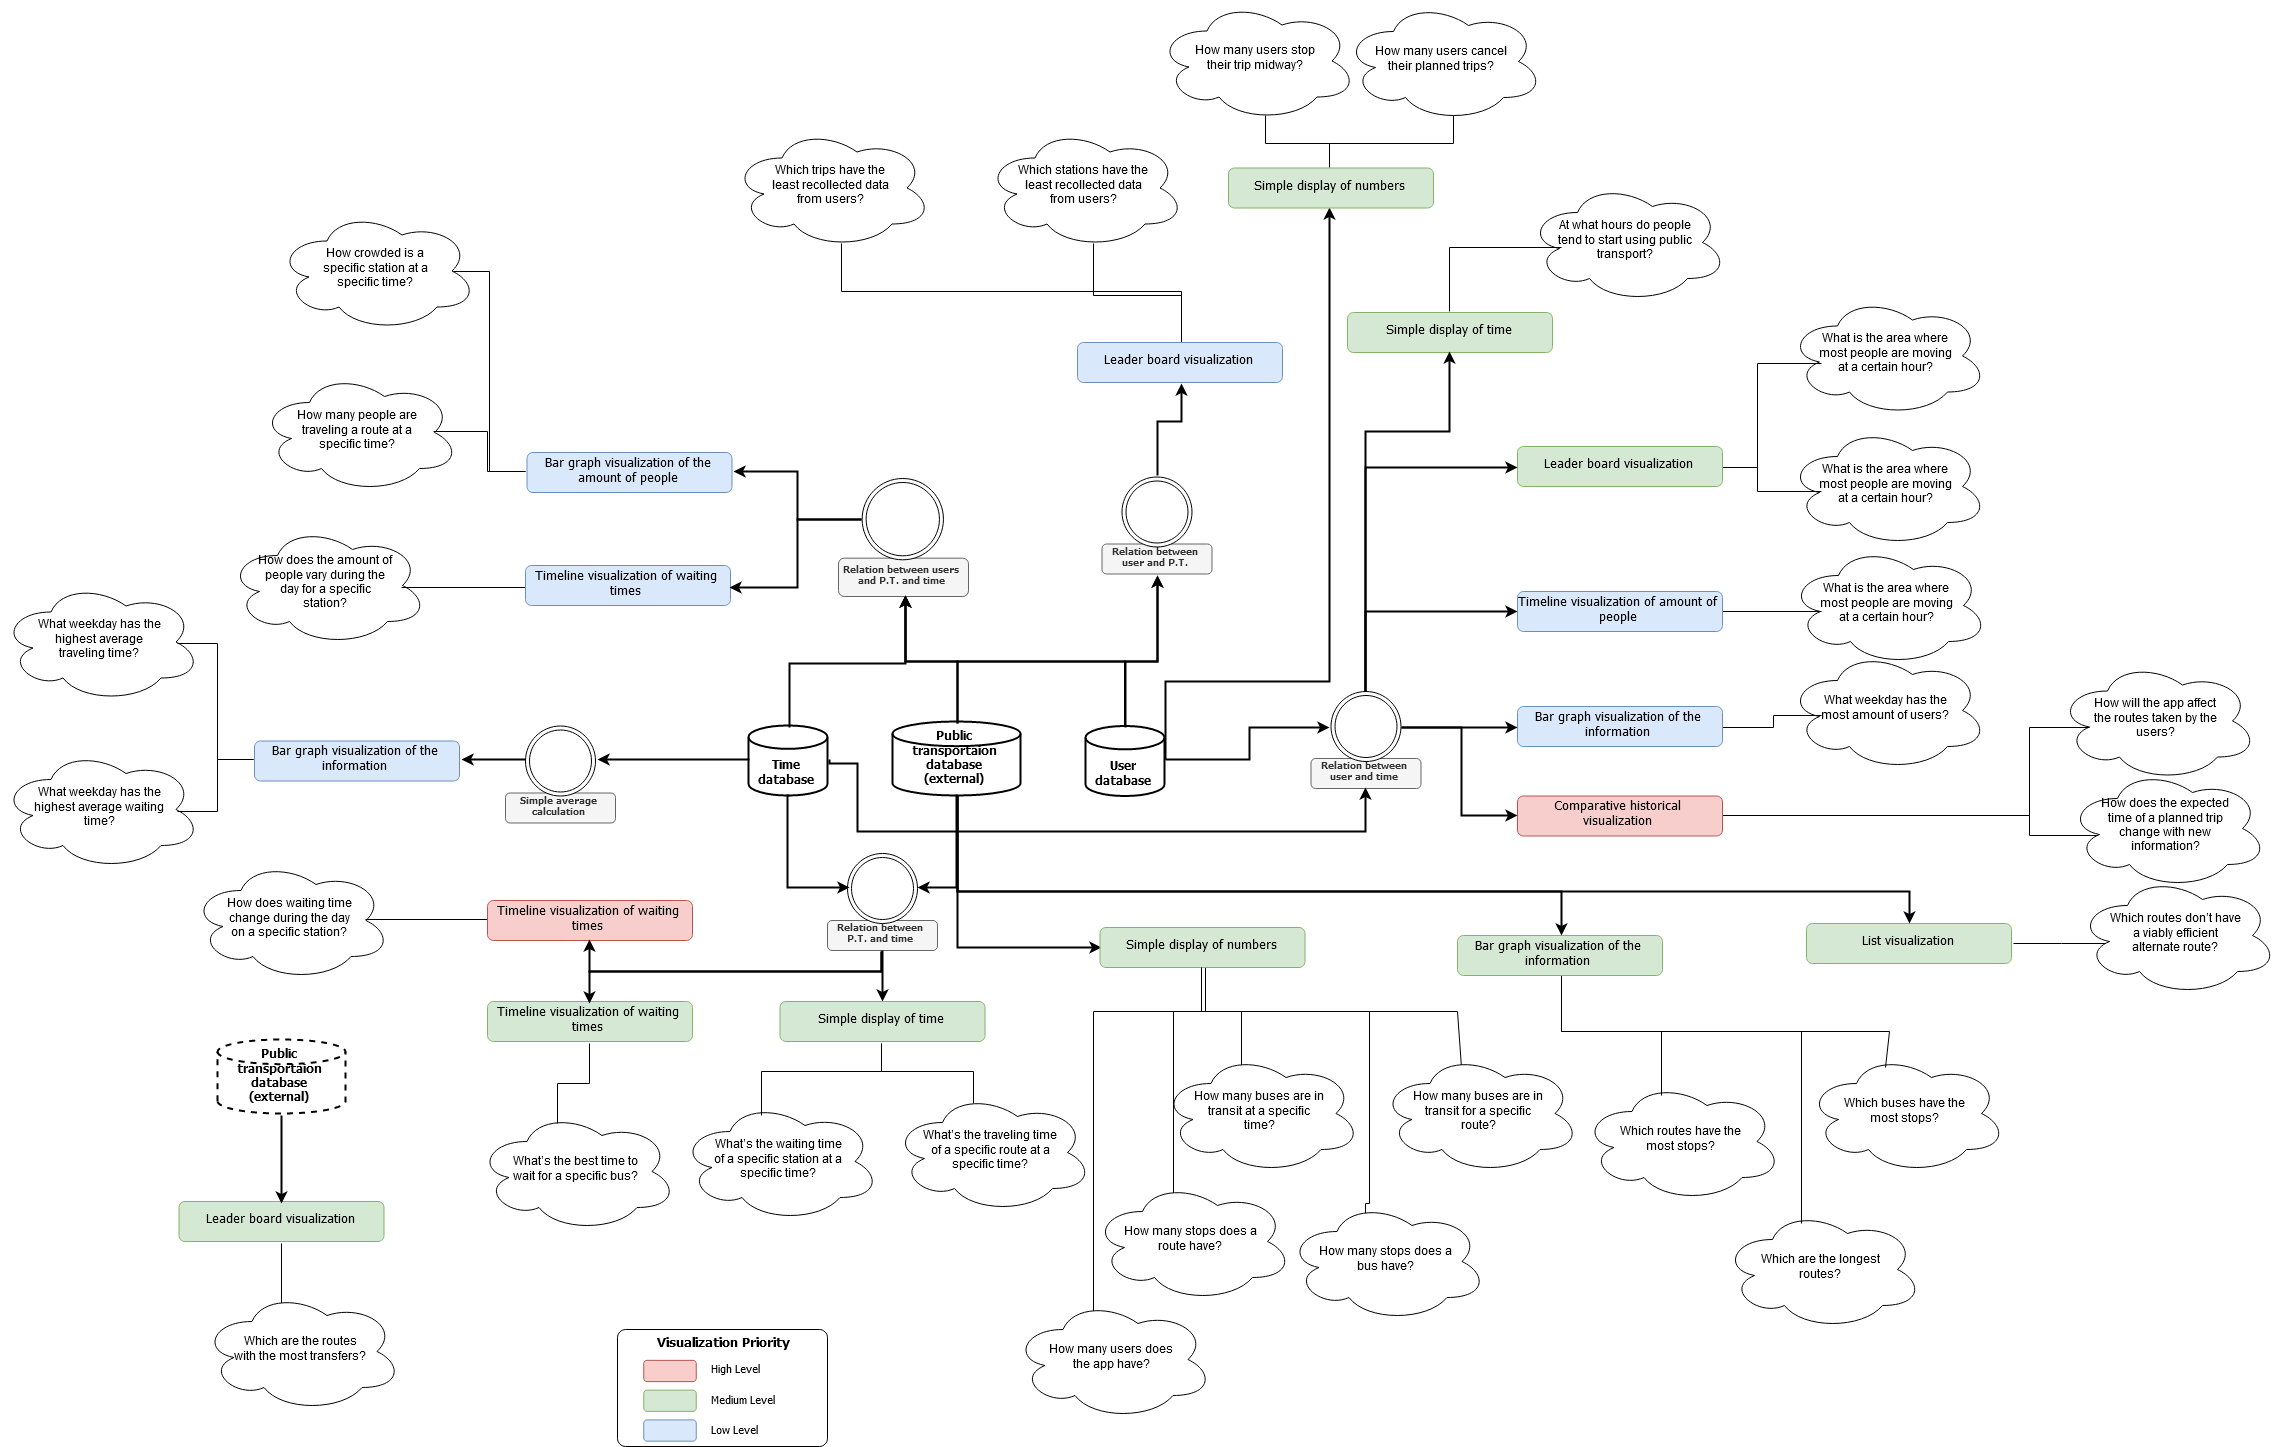 How many users stop
their trip midway?
How many users cancel
their planned trips?
Which trips have the
least recollected data
from users?
Which stations have the
least recollected data
from users?
Simple display of numbers
At what hours do people
tend to start using public
transport?
How crowded is a
specific station at a
specific time?
Simple display of time
Leader board visualization
What is the area where
most people are moving
at a certain hour?
How many people are
traveling a route at a
specific time?
Bar graph visualization of the
amount of people
Leader board visualization
What is the area where
most people are moving
at a certain hour?
How does the amount of
people vary during the
day for a specific
station?
Timeline visualization of waiting
times
Relation between users
and P.T. and time
Relation between
user and P.T.
Timeline visualization of amount of
people
What is the area where
most people are moving
at a certain hour?
What weekday has the
highest average
traveling time?
Bar graph visualization of the
information
What weekday has the
most amount of users?
How will the app affect
the routes taken by the
users?
Bar graph visualization of the
information
Time
database
Public
transportaion
database
(external)
User
database
Relation between
user and time
What weekday has the
highest average waiting
time?
Simple average
calculation
Comparative historical
visualization
How does the expected
time of a planned trip
change with new
information?
How does waiting time
change during the day
on a specific station?
Timeline visualization of waiting
times
Relation between
P.T. and time
Simple display of numbers
Bar graph visualization of the
information
List visualization
Which routes don't have
a viably efficient
alternate route?
Timeline visualization of waiting
times
Simple display of time
Public
transportaion
database
(external)
What's the best time to
wait for a specific bus?
What's the waiting time
of a specific station at a
specific time?
What's the traveling time
of a specific route at a
specific time?
How many buses are in
transit at a specific
time?
How many buses are in
transit for a specific
route?
Which routes have the
most stops?
Which buses have the
most stops?
Leader board visualization
How many stops does a
route have?
How many stops does a
bus have?
Which are the longest
routes?
Which are the routes
with the most transfers?
How many users does
the app have?
Visualization Priority
High Level
Medium Level
Low Level